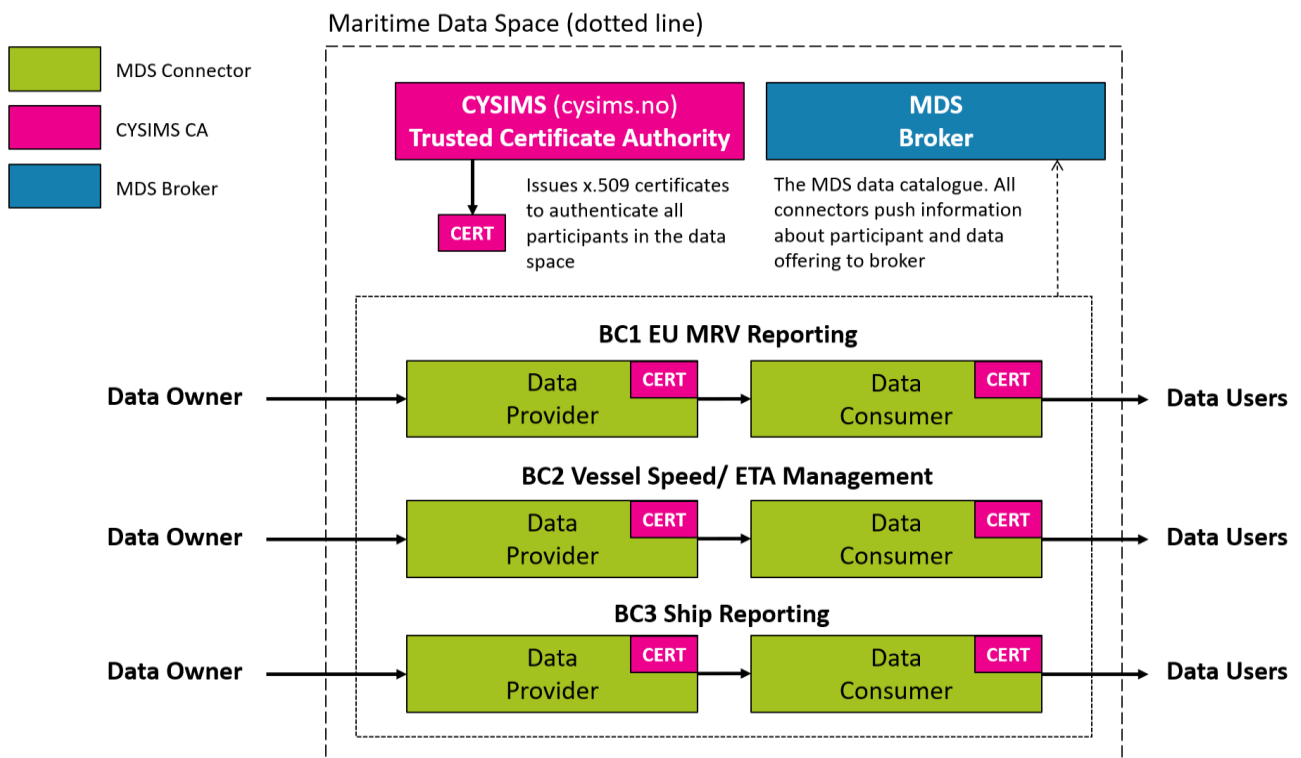 Maritime Data Space (dotted line)
MDS Connector
CYSIMS CA
MDS Broker
CYSIMS (cysims.no)
Trusted Certificate Authority
MDS
Broker
CERT
Issues x.509 certificates
to authenticate all
participants in the data
space
The MDS data catalogue. All
connectors push information
about participant and data
offering to broker
BC1 EU MRV Reporting
Data Owner
Data
Provider
CERT
Data
Consumer
CERT
Data Users
BC2 Vessel Speed/ ETA Management
Data Owner
Data
Provider
CERT
Data
Consumer
CERT
Data Users
BC3 Ship Reporting
Data Owner
Data
Provider
CERT
Data
Consumer
CERT
Data Users